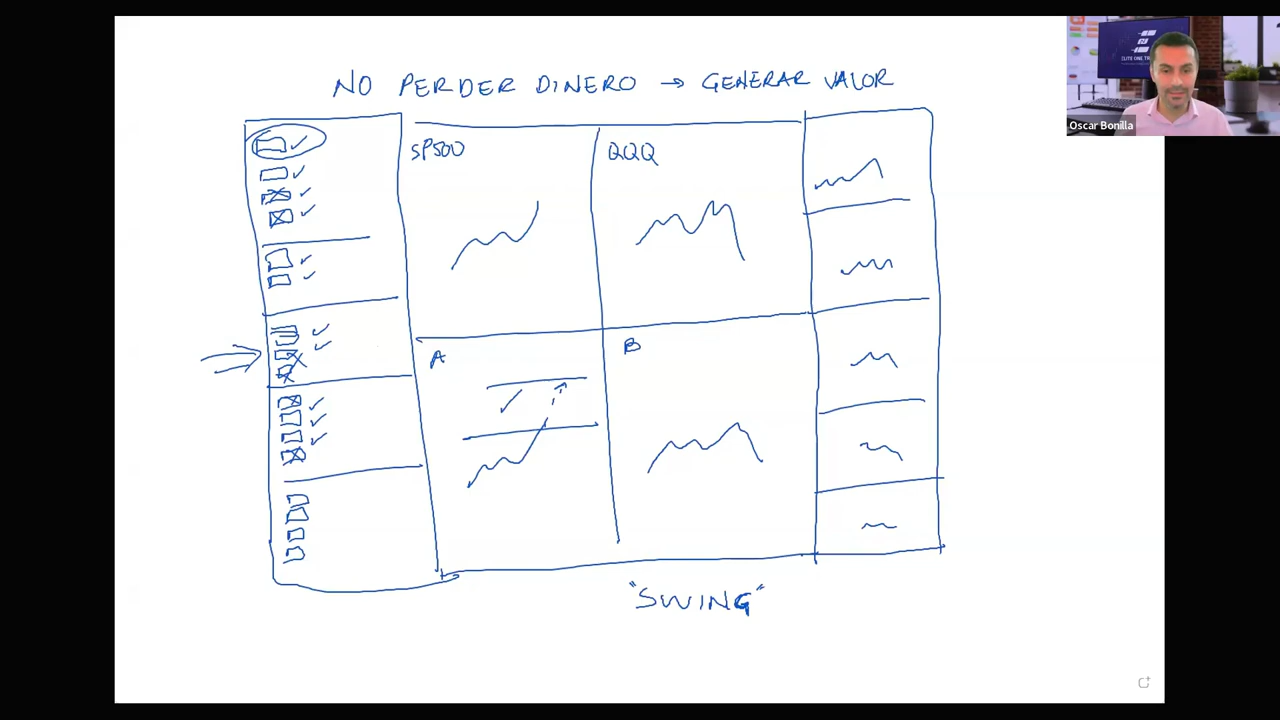 NO PERDER DINERO → GENERAR VALOR
SP500
QQQ
A
B
"SWING"
Oscar Bonilla